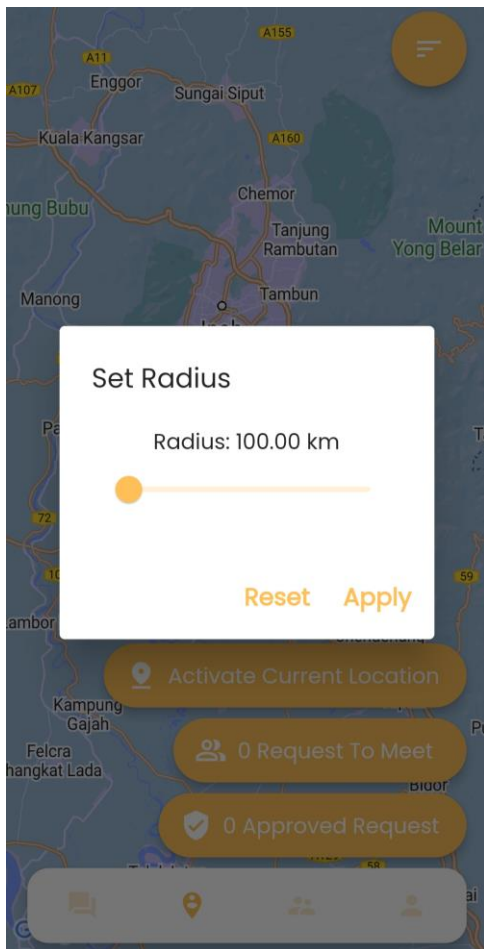 A155
A11
Enggor
A107
Sungai Siput
Kuala Kangsar
A160
Chemor
Bubu
Tanjung
Rambutan
Mount
Yong Belar
Manong
Tambun
Set Radius
Radius: 100.00 km
72
Reset Apply
59
Activate Current Location
Kampung
Gajah
Felcra
0 Request To Meet
Lada
Bidor
0 Approved Request
58